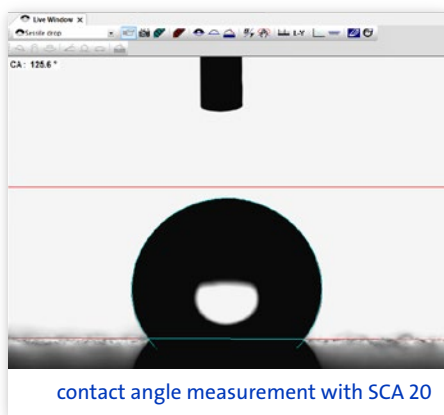 Live Window X
Sessile drop
L-Y
CA: 125.6 °
contact angle measurement with SCA 20